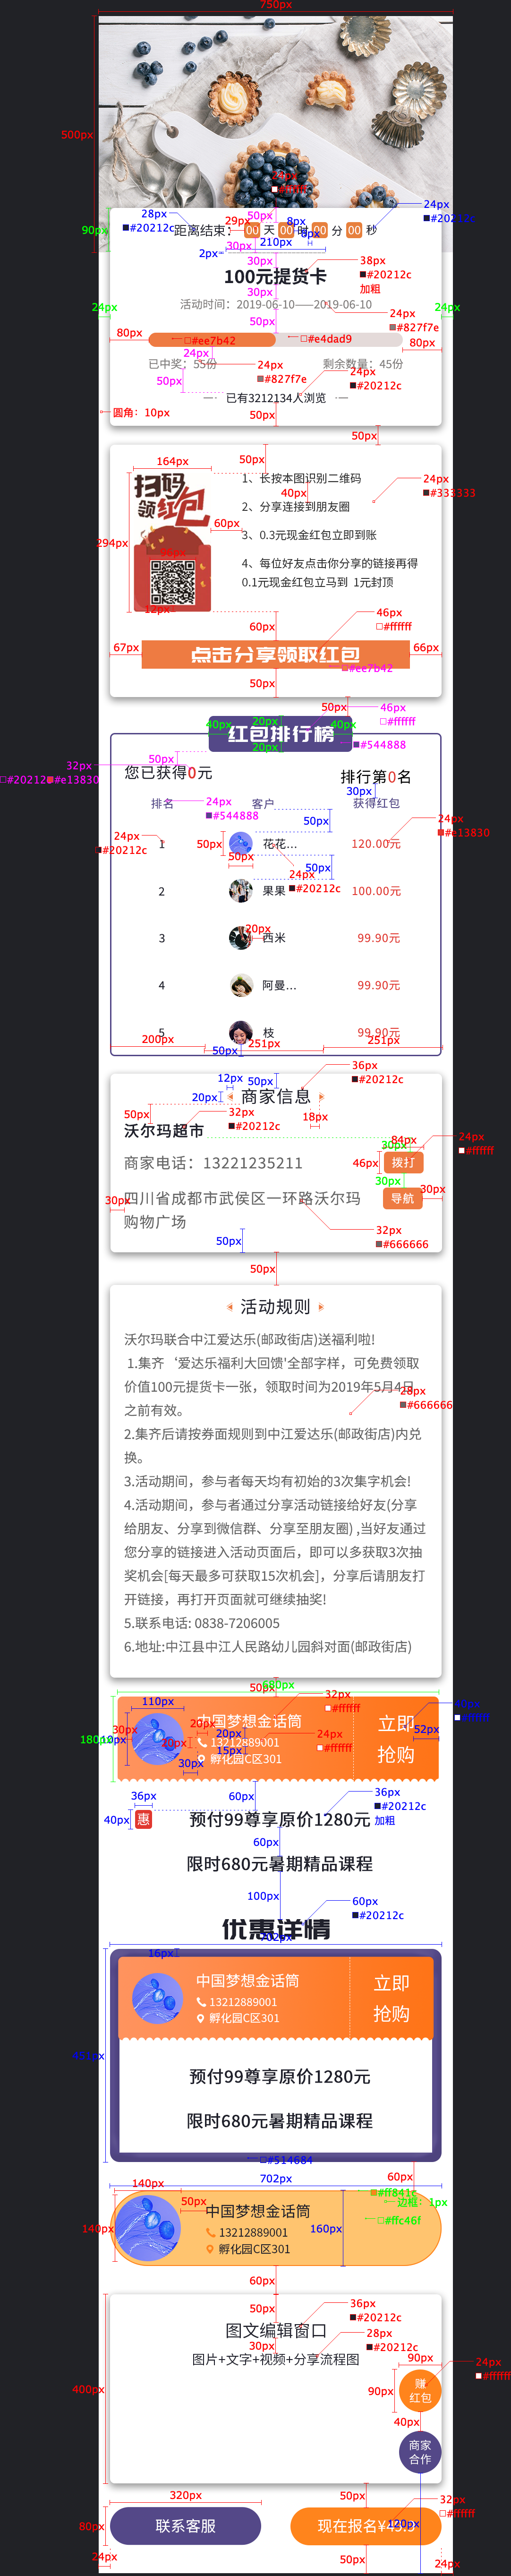 750px
500px
24px
#ffffff
50px
28px
#20212c
24px
#20212c
29px
8px
90px
距离结束：00 天 00 时 00 分 00 秒
30px
210px
2px
30px
38px
#20212c
加粗
100元提货卡
30px
活动时间：2019-06-10——2019-06-10
24px
24px
24px
#827f7e
50px
80px
#ee7b42
#e4dad9
80px
24px
已中奖：55份
剩余数量：45份
24px
#827f7e
24px
#20212c
50px
已有3212134人浏览
圆角：10px
50px
50px
164px
50px
扫码
领红包
1、长按本图识别二维码
24px
#333333
40px
2、分享连接到朋友圈
60px
294px
3、0.3元现金红包立即到账
96px
4、每位好友点击你分享的链接再得
0.1元现金红包立马到 1元封顶
12px
60px
46px
#ffffff
67px
点击分享领取红包
66px
#ee7b42
50px
50px
46px
#ffffff
40px
20px
40px
红包排行榜
20px
#544888
50px
32px
#20212c
#e13830
您已获得0元
排行第0名
30px
排名
客户
获得红包
24px
#544888
50px
24px
#e13830
24px
#20212c
1
50px
花花...
120.00元
50px
50px
24px
#20212c
2
果果
100.00元
20px
3
西米
99.90元
4
阿曼...
99.90元
5
枝
99.90元
200px
50px
251px
251px
36px
#20212c
12px
50px
20px
商家信息
50px
32px
#20212c
18px
沃尔玛超市
84px
24px
#ffffff
30px
商家电话：13221235211
46px
拨打
30px
30px
四川省成都市武侯区一环路沃尔玛
购物广场
导航
30px
32px
#666666
50px
50px
活动规则
沃尔玛联合中江爱达乐(邮政街店)送福利啦!
1.集齐‘爱达乐福利大回馈'全部字样，可免费领取
价值100元提货卡一张，领取时间为2019年5月4日
之前有效。
28px
#666666
2.集齐后请按券面规则到中江爱达乐(邮政街店)内兑
换。
3.活动期间，参与者每天均有初始的3次集字机会!
4.活动期间，参与者通过分享活动链接给好友(分享
给朋友、分享到微信群、分享至朋友圈) ,当好友通过
您分享的链接进入活动页面后，即可以多获取3次抽
奖机会[每天最多可获取15次机会]，分享后请朋友打
开链接，再打开页面就可继续抽奖!
5.联系电话: 0838-7206005
6.地址:中江县中江人民路幼儿园斜对面(邮政街店)
50px
680px
110px
32px
#ffffff
40px
#ffffff
30px
20px
中国梦想金话筒
立即
抢购
52px
180px
110px
20px
20px
13212889001
24px
#ffffff
15px
孵化园C区301
30px
36px
60px
36px
#20212c
加粗
40px
惠
预付99尊享原价1280元
60px
限时680元暑期精品课程
100px
60px
#20212c
优惠详情
702px
16px
中国梦想金话筒
13212889001
孵化园C区301
立即
抢购
451px
预付99尊享原价1280元
限时680元暑期精品课程
#514684
60px
702px
140px
#ff841c
边框：1px
50px
中国梦想金话筒
#ffc46f
140px
13212889001
160px
孵化园C区301
60px
50px
36px
#20212c
图文编辑窗口
30px
28px
#20212c
图片+文字+视频+分享流程图
90px
24px
#ffffff
400px
90px
赚
红包
40px
商家
合作
320px
50px
32px
#ffffff
80px
联系客服
现在报名
120px
24px
50px
24px